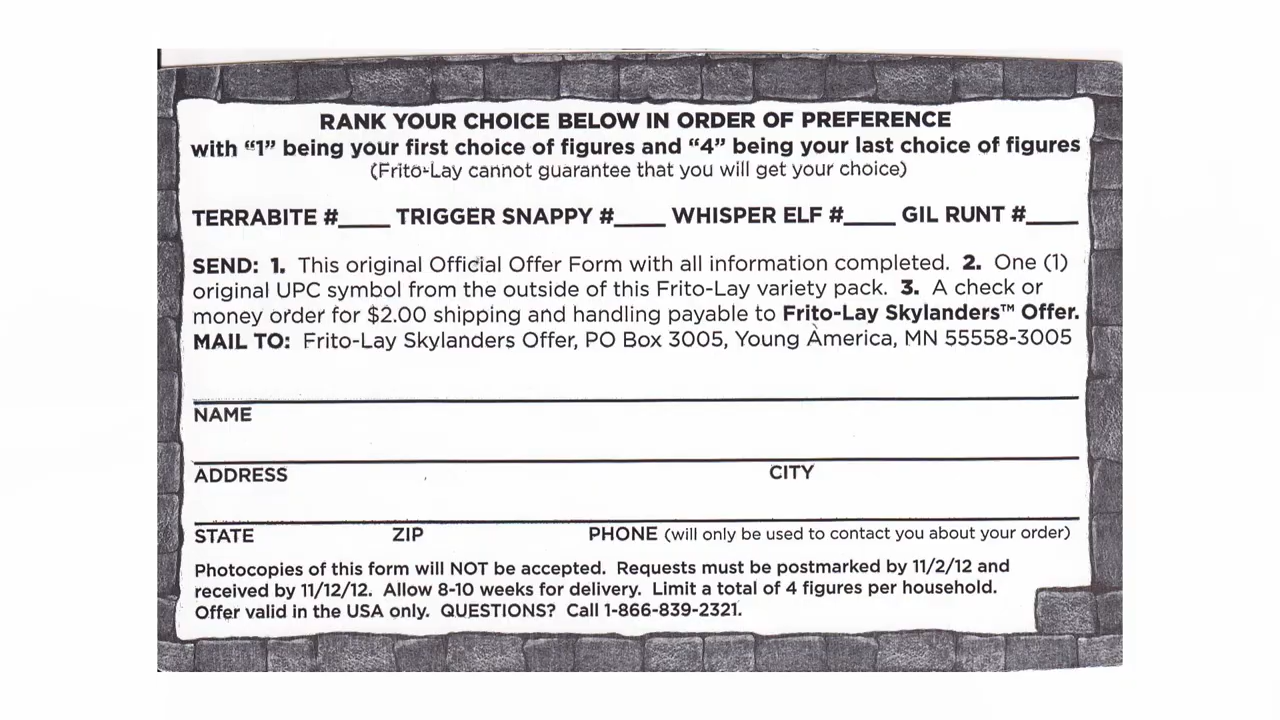 RANK YOUR CHOICE BELOW IN ORDER OF PREFERENCE
with “1” being your first choice of figures and “4” being your last choice of figures
(Frito-Lay cannot guarantee that you will get your choice)
TERRABITE #____ TRIGGER SNAPPY #____ WHISPER ELF #____ GIL RUNT #____
SEND: 1. This original Official Offer Form with all information completed. 2. One (1)
original UPC symbol from the outside of this Frito-Lay variety pack. 3. A check or
money order for $2.00 shipping and handling payable to Frito-Lay Skylanders™ Offer.
MAIL TO: Frito-Lay Skylanders Offer, PO Box 3005, Young America, MN 55558-3005
NAME
ADDRESS CITY
STATE ZIP PHONE (will only be used to contact you about your order)
Photocopies of this form will NOT be accepted. Requests must be postmarked by 11/2/12 and
received by 11/12/12. Allow 8-10 weeks for delivery. Limit a total of 4 figures per household.
Offer valid in the USA only. QUESTIONS? Call 1-866-839-2321.